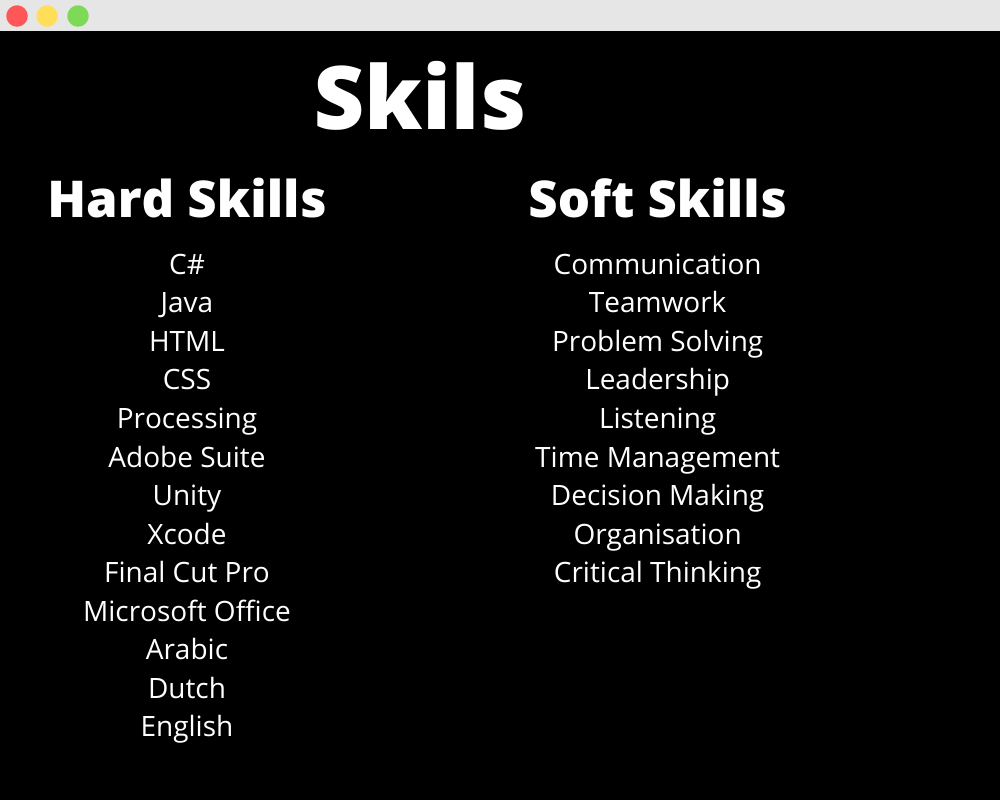 Skils
Hard Skills
C#
Java
HTML
CSS
Processing
Adobe Suite
Unity
Xcode
Final Cut Pro
Microsoft Office
Arabic
Dutch
English
Soft Skills
Communication
Teamwork
Problem Solving
Leadership
Listening
Time Management
Decision Making
Organisation
Critical Thinking